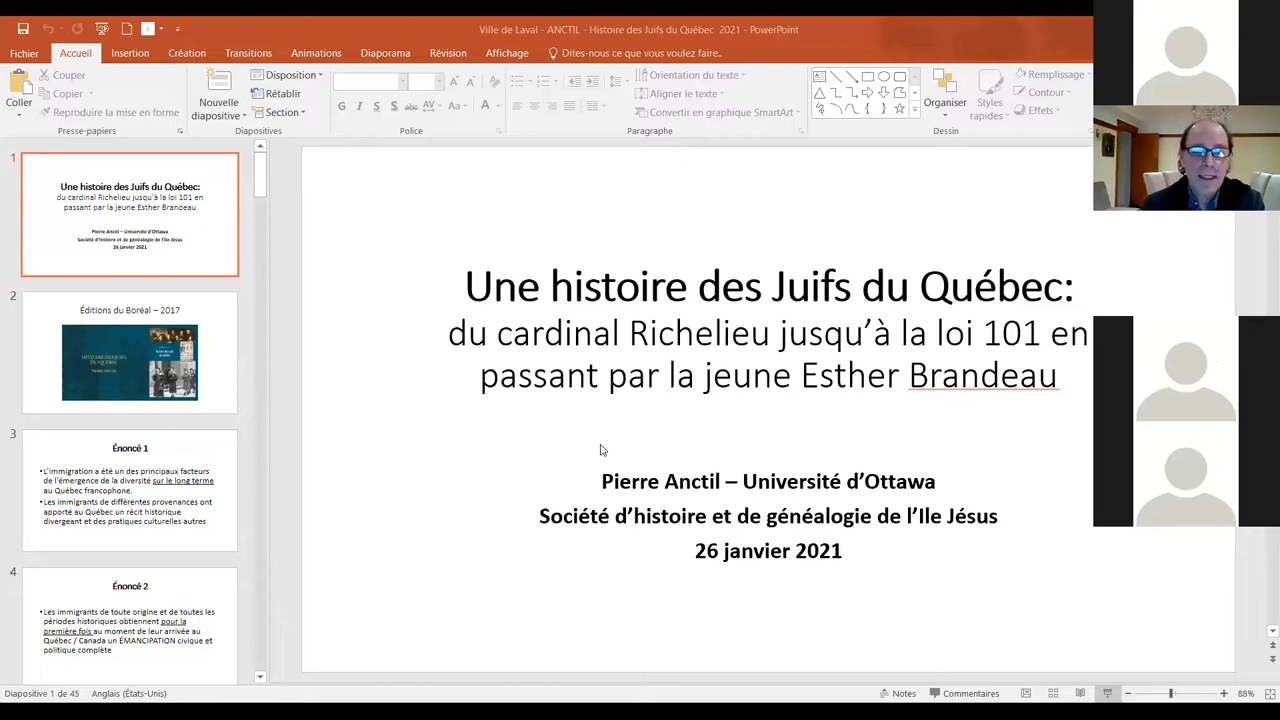 Ville de Laval - ANCTIL - Histoire des Juifs du Québec  2021 - PowerPoint
Fichier
Accueil
Insertion
Création
Transitions
Animations
Diaporama
Révision
Affichage
Dites-nous ce que vous voulez faire..
Coller
Couper
Copier
Reproduire la mise en forme
Presse-papiers
Nouvelle
diapositive
Disposition
Rétablir
Section
Diapositives
G I S S abc AV Aa A
Police
Orientation du texte
Aligner le texte
Convertir en graphique SmartArt
Paragraphe
Organiser
Styles
rapides
Remplissage
Contour
Effets
Dessin
1
Une histoire des Juifs du Québec:
du cardinal Richelieu jusqu’à la loi 101 en
passant par la jeune Esther Brandeau
Pierre Anctil – Université d’Ottawa
Société d’histoire et de généalogie de l’Ile Jésus
26 janvier 2021
2
Éditions du Boréal – 2017
3
Énoncé 1
•L’immigration a été un des principaux facteurs
de l’émergence de la diversité sur le long terme
au Québec francophone.
•Les immigrants de différentes provenances ont
apporté au Québec un récit historique
divergeant et des pratiques culturelles autres
4
Énoncé 2
•Les immigrants de toute origine et de toutes les
périodes historiques obtiennent pour la
première fois au moment de leur arrivée au
Québec / Canada un ÉMANCIPATION civique et
politique complète
Une histoire des Juifs du Québec:
du cardinal Richelieu jusqu’à la loi 101 en
passant par la jeune Esther Brandeau
Pierre Anctil – Université d’Ottawa
Société d’histoire et de généalogie de l’Ile Jésus
26 janvier 2021
Diapositive 1 de 45
Anglais (États-Unis)
Notes
Commentaires
88%